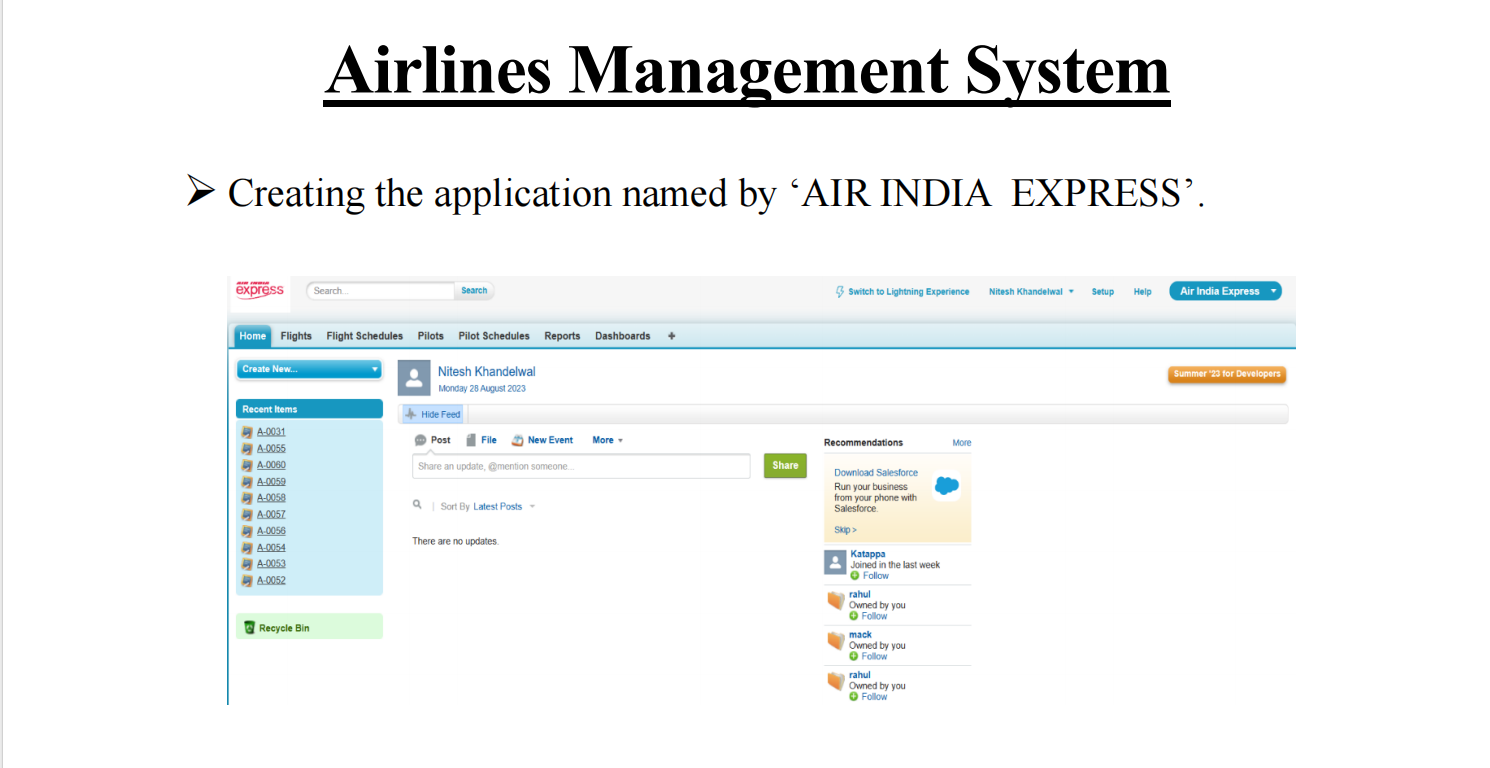 Airlines Management System
➢ Creating the application named by ‘AIR INDIA EXPRESS’.
AIR INDIA
express
Search...
Search
Switch to Lightning Experience
Nitesh Khandelwal
Setup
Help
Air India Express
Home
Flights
Flight Schedules
Pilots
Pilot Schedules
Reports
Dashboards
+
Create New...
Nitesh Khandelwal
Monday 28 August 2023
Summer '23 for Developers
Recent Items
A-0031
A-0055
A-0060
A-0059
A-0058
A-0057
A-0056
A-0054
A-0053
A-0052
Recycle Bin
Hide Feed
Post
File
New Event
More
Share an update, @mention someone...
Share
Sort By Latest Posts
There are no updates.
Recommendations
More
Download Salesforce
Run your business
from your phone with
Salesforce.
Skip >
Katappa
Joined in the last week
Follow
rahul
Owned by you
Follow
mack
Owned by you
Follow
rahul
Owned by you
Follow